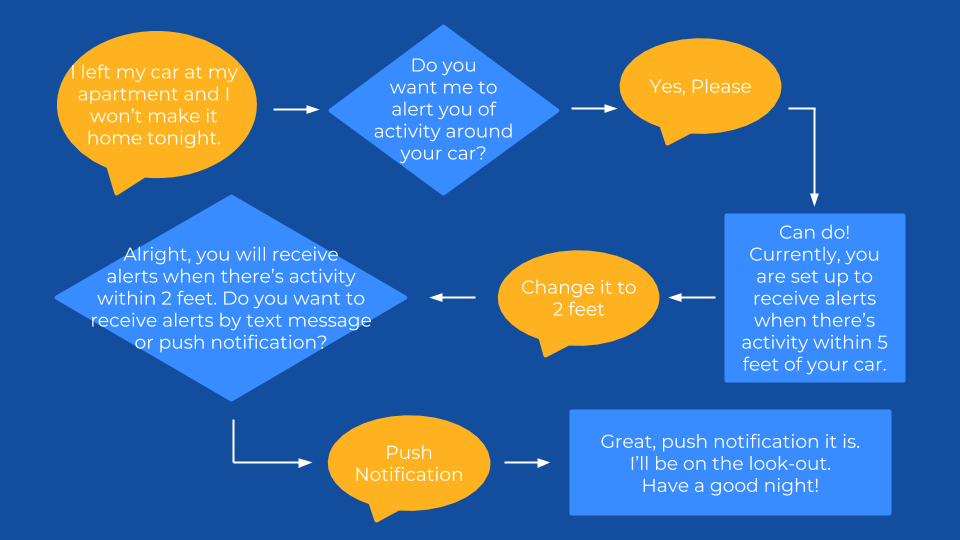 I left my car at my
apartment and I
won’t make it
home tonight.
Do you
want me to
alert you of
activity around
your car?
Yes, Please
Can do!
Currently, you
are set up to
receive alerts
when there’s
activity within 5
feet of your car.
Change it to
2 feet
Alright, you will receive
alerts when there’s activity
within 2 feet. Do you want to
receive alerts by text message
or push notification?
Push
Notification
Great, push notification it is.
I’ll be on the look-out.
Have a good night!